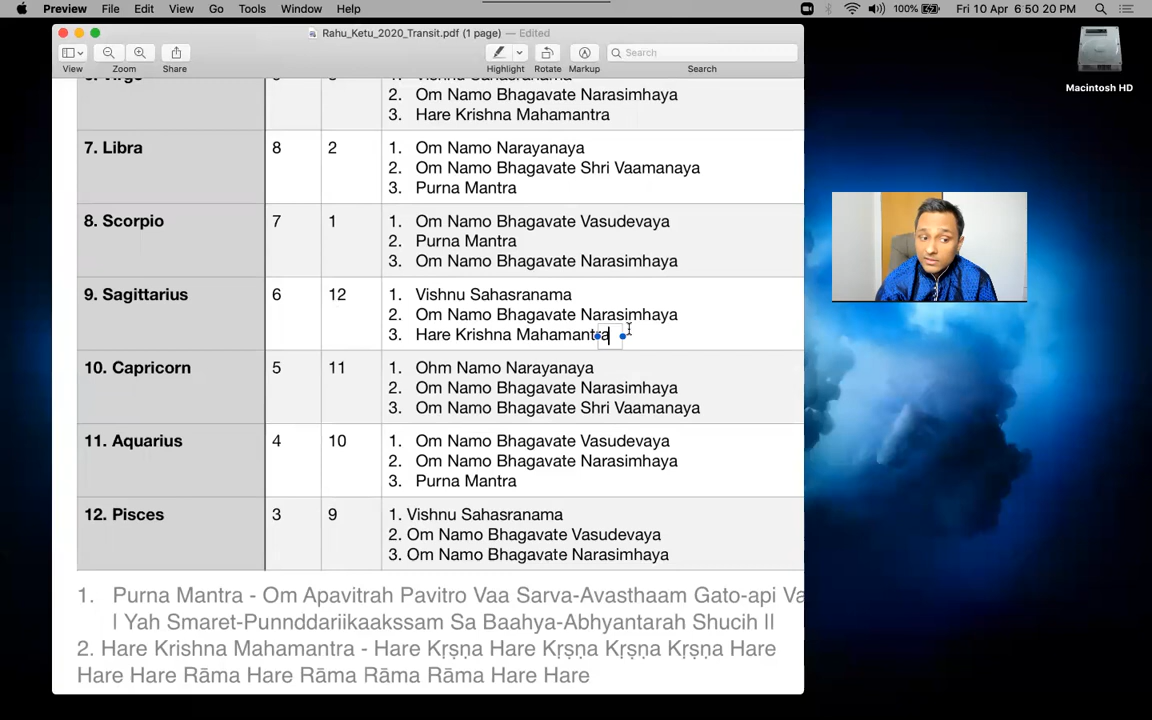 Preview File Edit View Go Tools Window Help 100% Fri 10 Apr 6 50 20 PM
Rahu_Ketu_2020_Transit.pdf (1 page) — Edited
Search
View Zoom Share Highlight Rotate Markup Search
Macintosh HD
2. Om Namo Bhagavate Narasimhaya
3. Hare Krishna Mahamantra
7. Libra 8 2 1. Om Namo Narayanaya
2. Om Namo Bhagavate Shri Vaamanaya
3. Purna Mantra
8. Scorpio 7 1 1. Om Namo Bhagavate Vasudevaya
2. Purna Mantra
3. Om Namo Bhagavate Narasimhaya
9. Sagittarius 6 12 1. Vishnu Sahasranama
2. Om Namo Bhagavate Narasimhaya
3. Hare Krishna Mahamantra
10. Capricorn 5 11 1. Ohm Namo Narayanaya
2. Om Namo Bhagavate Narasimhaya
3. Om Namo Bhagavate Shri Vaamanaya
11. Aquarius 4 10 1. Om Namo Bhagavate Vasudevaya
2. Om Namo Bhagavate Narasimhaya
3. Purna Mantra
12. Pisces 3 9 1. Vishnu Sahasranama
2. Om Namo Bhagavate Vasudevaya
3. Om Namo Bhagavate Narasimhaya
1. Purna Mantra - Om Apavitrah Pavitro Vaa Sarva-Avasthaam Gato-api Va
| Yah Smaret-Punnddariikaakssam Sa Baahya-Abhyantarah Shucih ||
2. Hare Krishna Mahamantra - Hare Kṛṣṇa Hare Kṛṣṇa Kṛṣṇa Kṛṣṇa Hare
Hare Hare Rāma Hare Rāma Rāma Rāma Hare Hare